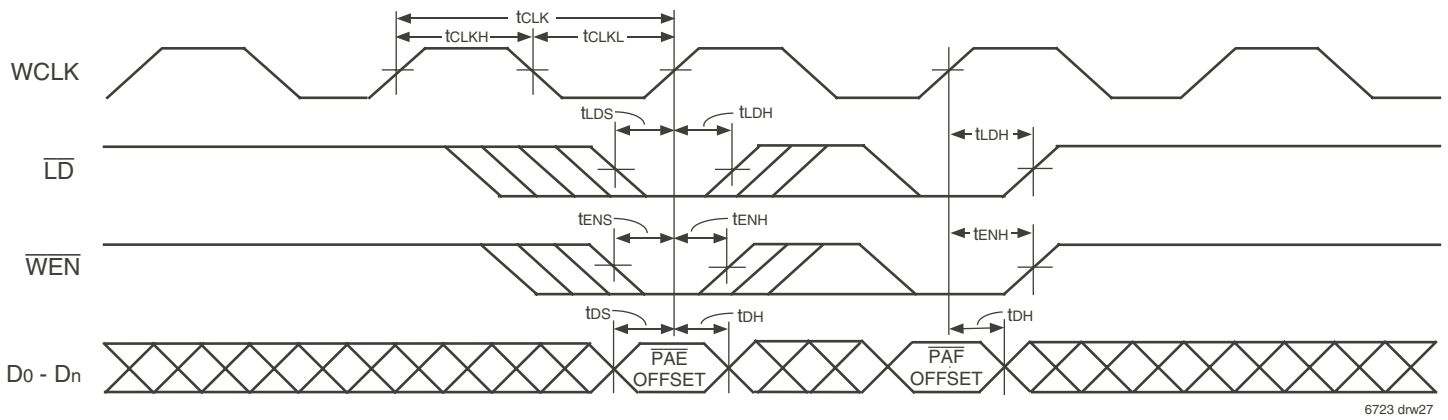 tCLK
tCLKH tCLKL
WCLK
tLDS tLDH
tLDH
LD
tENS tENH
tENH
WEN
tDS tDH
tDH
D0 - Dn
PAE
OFFSET
PAF
OFFSET
6723 drw27